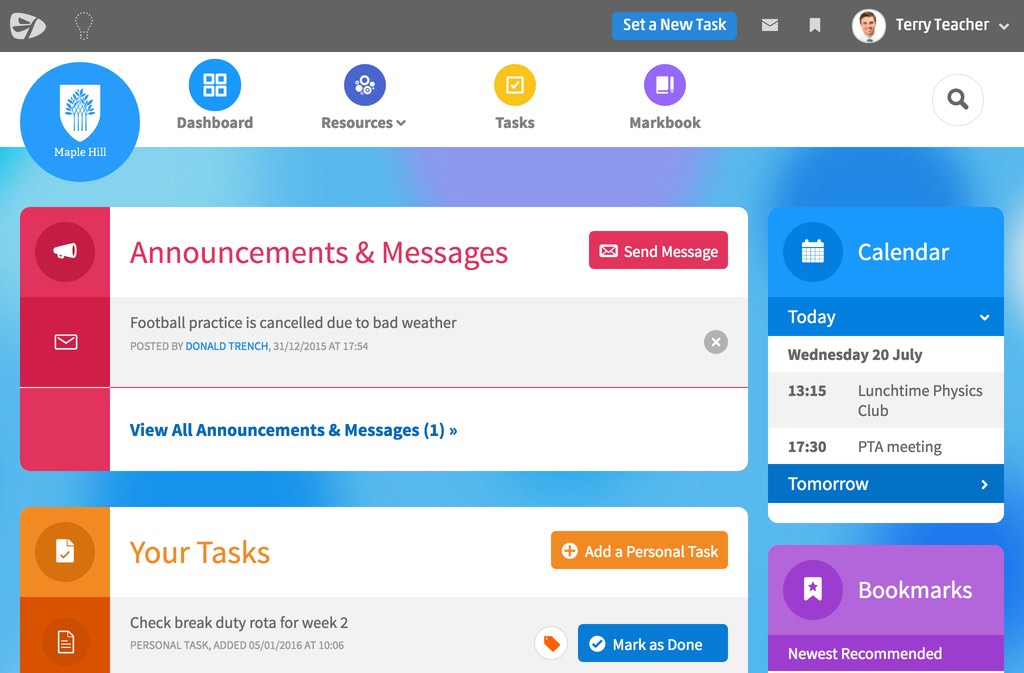 Set a New Task
Terry Teacher
Maple Hill
Dashboard
Resources
Tasks
Markbook
Announcements & Messages
Send Message
Football practice is cancelled due to bad weather
POSTED BY DONALD TRENCH, 31/12/2015 AT 17:54
View All Announcements & Messages (1) »
Your Tasks
Add a Personal Task
Check break duty rota for week 2
PERSONAL TASK, ADDED 05/01/2016 AT 10:06
Mark as Done
Calendar
Today
Wednesday 20 July
13:15 Lunchtime Physics
Club
17:30 PTA meeting
Tomorrow
Bookmarks
Newest Recommended